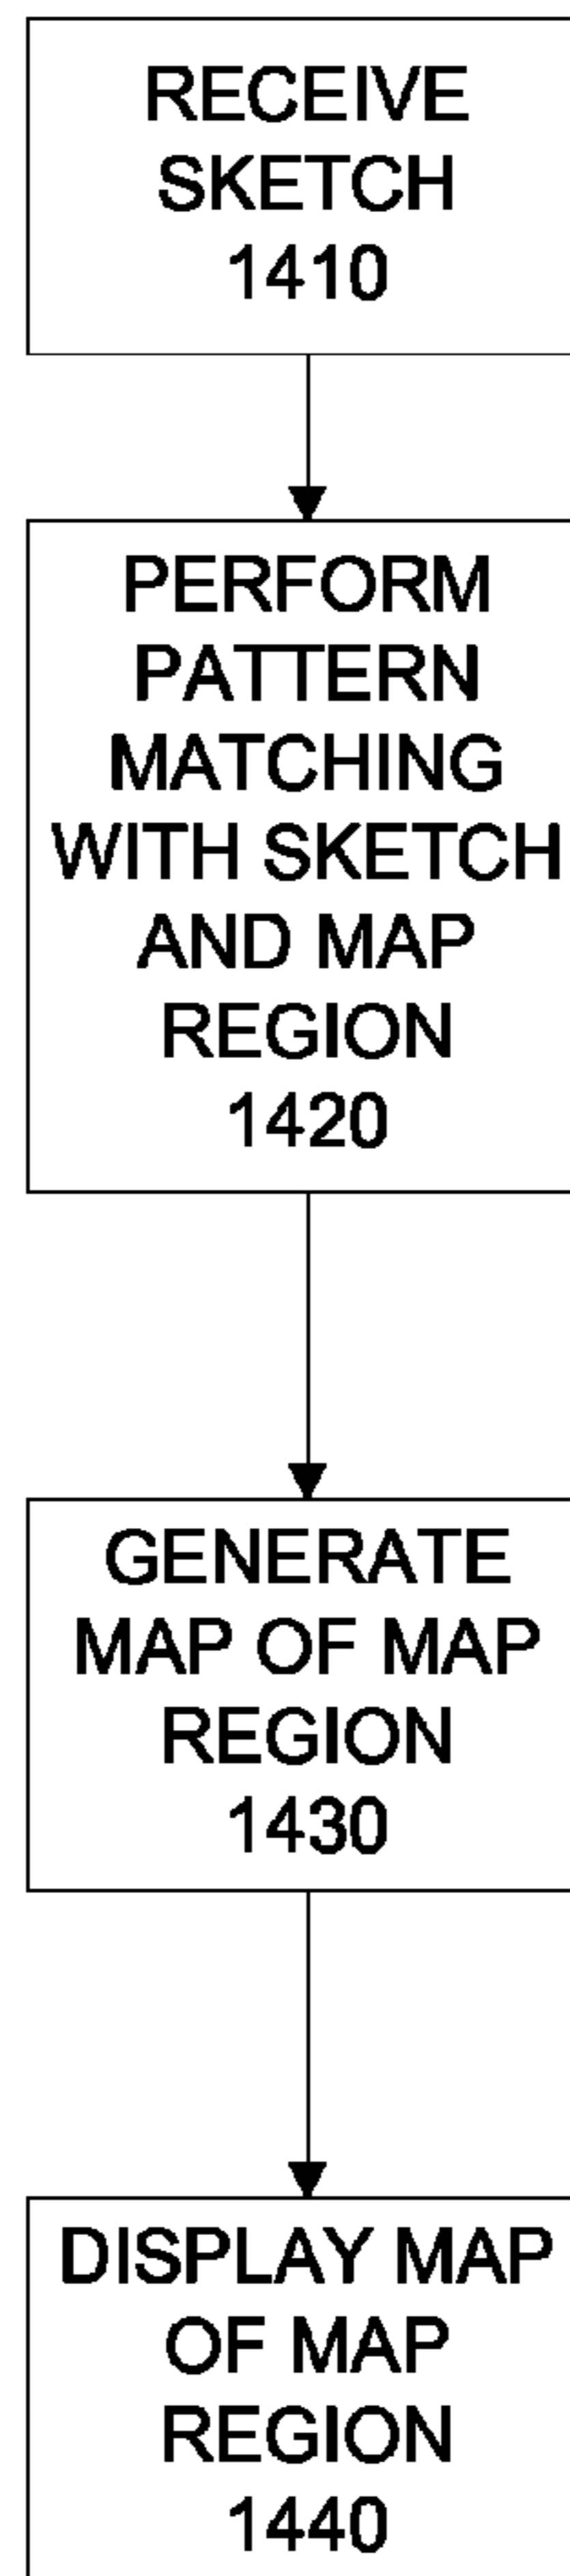 RECEIVE
SKETCH
1410
PERFORM
PATTERN
MATCHING
WITH SKETCH
AND MAP
REGION
1420
GENERATE
MAP OF MAP
REGION
1430
DISPLAY MAP
OF MAP
REGION
1440